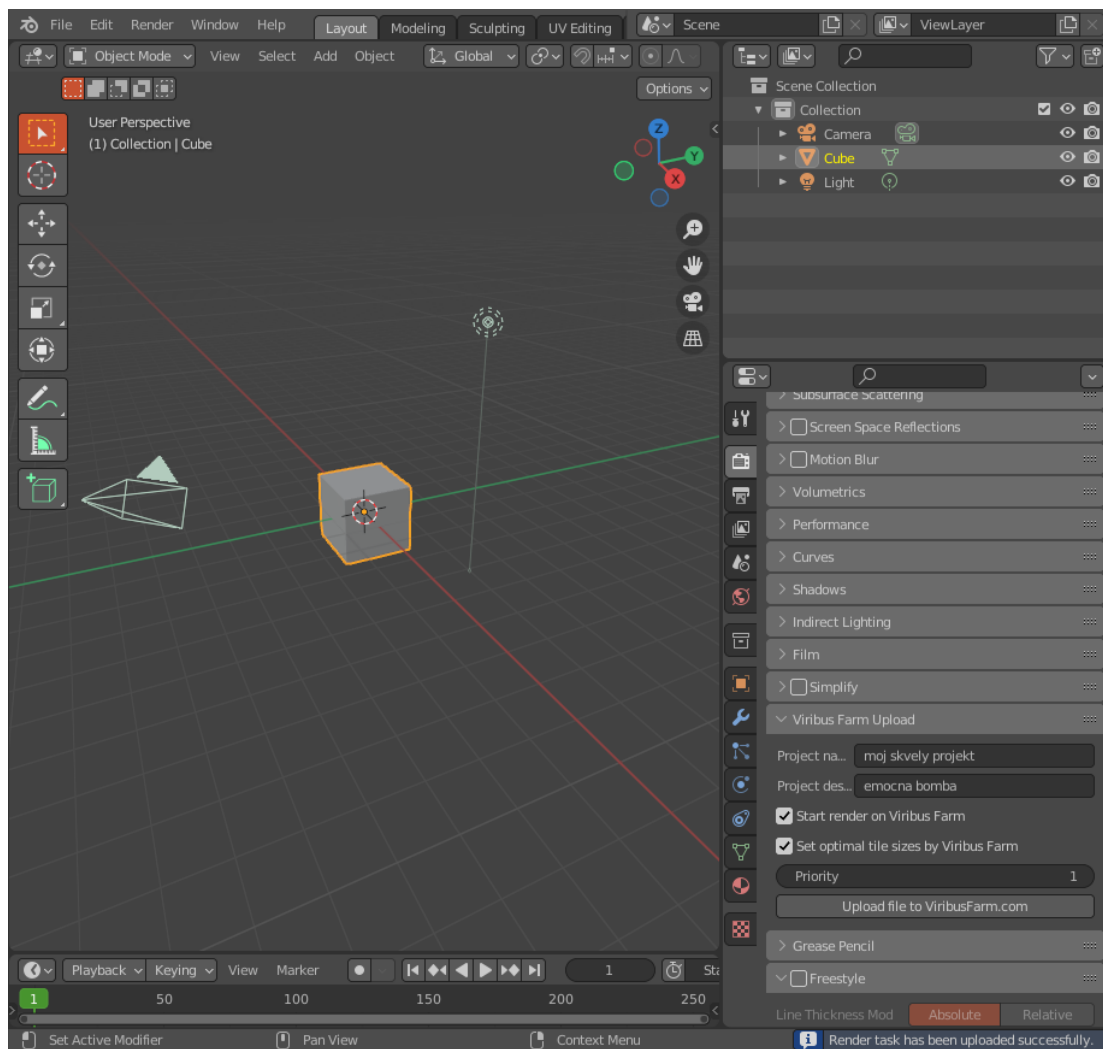 File Edit Render Window Help Layout Modeling Sculpting UV Editing Scene ViewLayer
Object Mode View Select Add Object Global
Options
User Perspective
(1) Collection | Cube
Z
Y
X
Scene Collection
Collection
Camera
Cube
Light
Subsurface Scattering
Screen Space Reflections
Motion Blur
Volumetrics
Performance
Curves
Shadows
Indirect Lighting
Film
Simplify
Viribus Farm Upload
Project na... moj skvely projekt
Project des... emocna bomba
Start render on Viribus Farm
Set optimal tile sizes by Viribus Farm
Priority 1
Upload file to ViribusFarm.com
Grease Pencil
Freestyle
Line Thickness Mod Absolute Relative
Playback Keying View Marker 1 Sta
1 50 100 150 200 250
Set Active Modifier Pan View Context Menu Render task has been uploaded successfully.